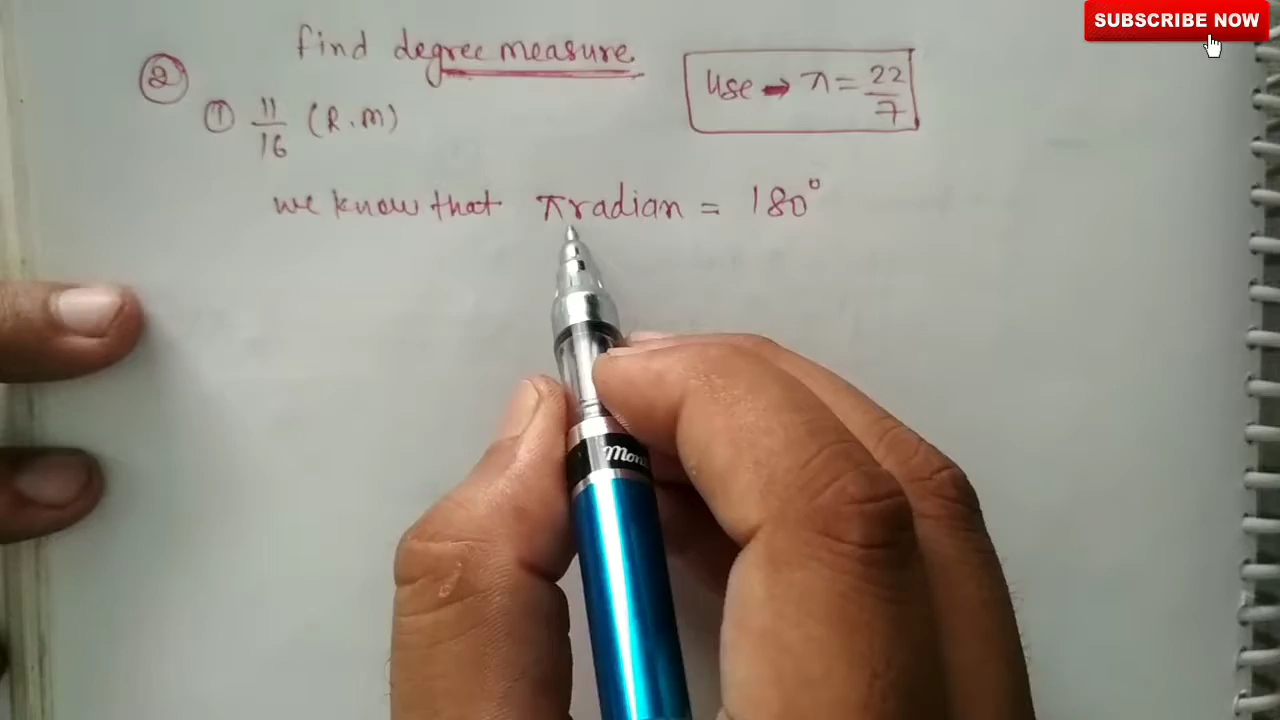 SUBSCRIBE NOW
find degree measure
②
① 11/16 (R.M)
use → π = 22/7
we know that π radian = 180°